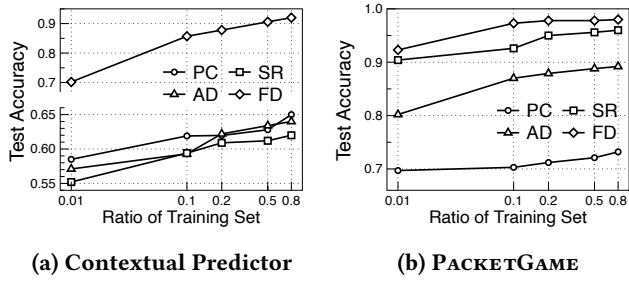 Test Accuracy
0.9
0.8
0.7
0.65
0.60
0.55
PC SR
AD FD
0.01 0.1 0.2 0.5 0.8
Ratio of Training Set
(a) Contextual Predictor
Test Accuracy
1.0
0.9
0.8
0.7
PC SR
AD FD
0.01 0.1 0.2 0.5 0.8
Ratio of Training Set
(b) PACKETGAME